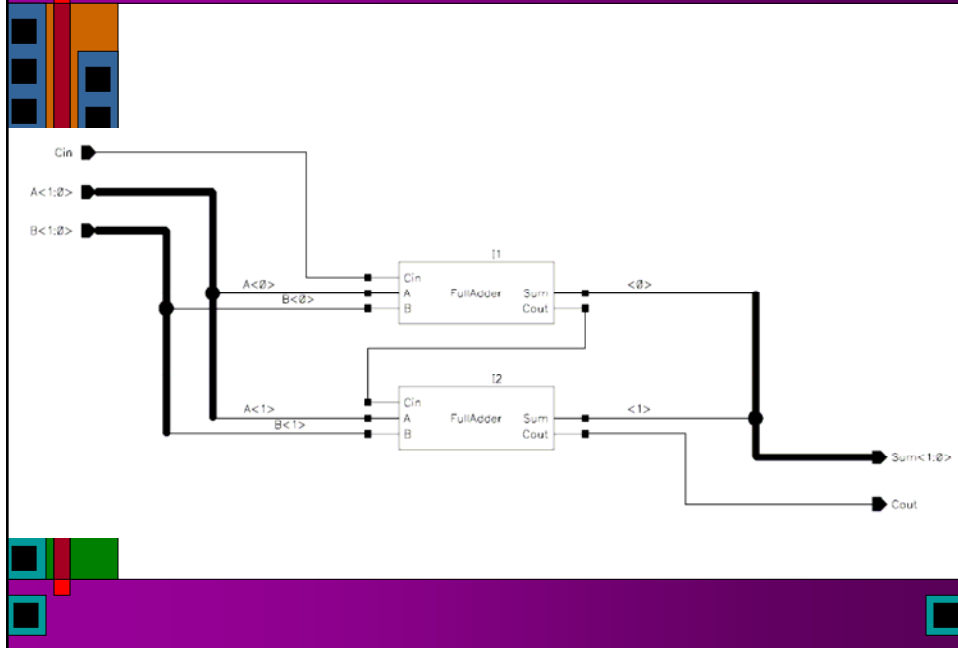 Cin
A<1:0>
B<1:0>
I1
A<0>
B<0>
Cin
A FullAdder Sum
B Cout
<0>
I2
A<1>
B<1>
Cin
A FullAdder Sum
B Cout
<1>
Sum<1:0>
Cout